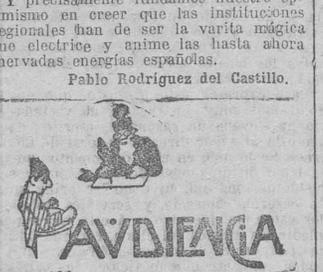 Y precisamente fundamos nuestro op-
mismo en creer que las instituciones
egionales han de ser la varita mágica
ue electrice y anime las hasta ahora
nervadas energías españolas.
Pablo Rodríguez del Castillo.
AVDIENCIA